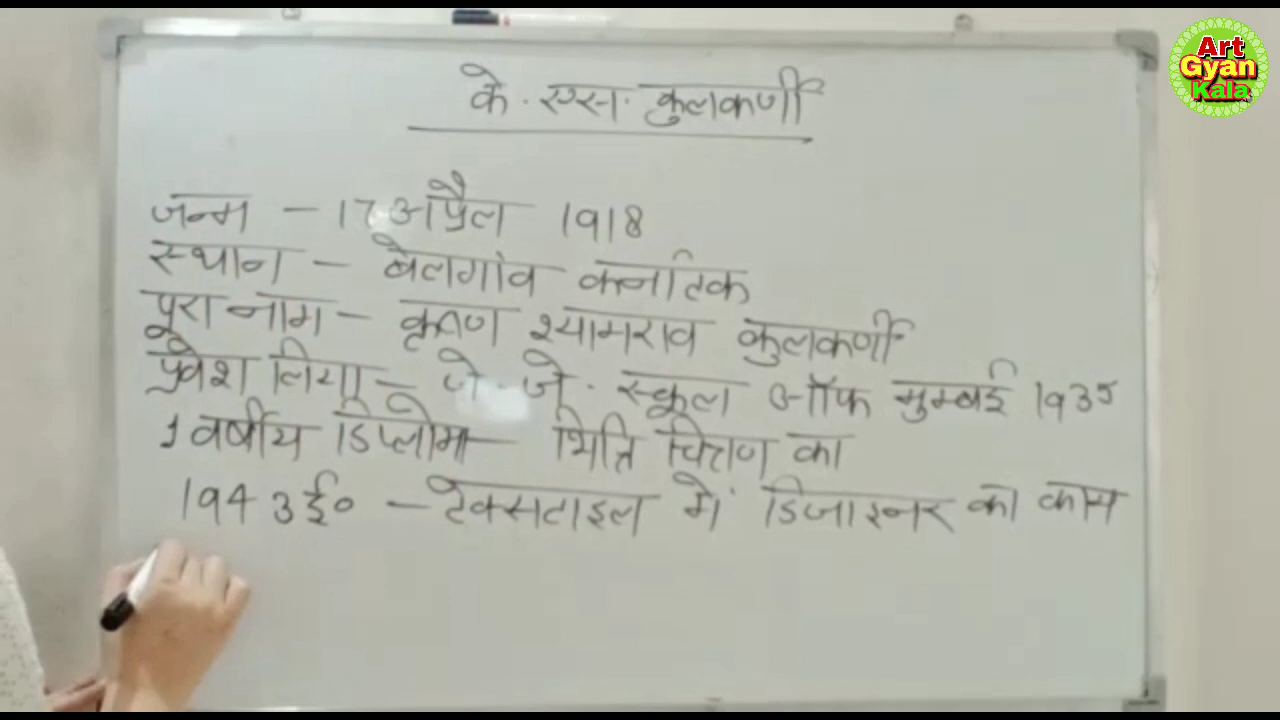 Art
Gyan
Kala
के. एस. कुलकर्णी
जन्म - 17 अप्रैल 1918
स्थान - बेलगांव कर्नाटक
पूरा नाम - कृष्ण श्यामराव कुलकर्णी
प्रवेश लिया - जे. जे. स्कूल ऑफ मुम्बई 1935
1 वर्षीय डिप्लोमा - भित्ति चित्रण का
1943 ई० - टेक्सटाइल में डिजाइनर का काम